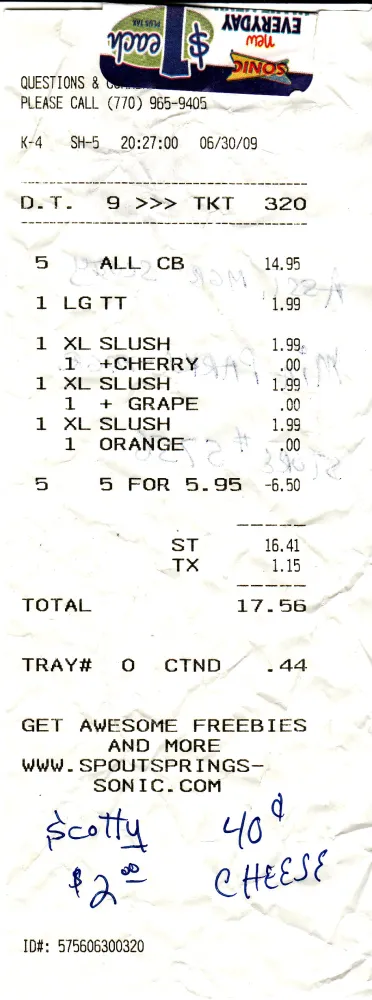 EVERYDAY
new
$1
each
PLUS TAX
SONIC
QUESTIONS &
PLEASE CALL (770) 965-9405
K-4 SH-5 20:27:00 06/30/09
D.T. 9 >>> TKT 320
5 ALL CB 14.95
1 LG TT 1.99
1 XL SLUSH 1.99
1 +CHERRY .00
1 XL SLUSH 1.99
1 + GRAPE .00
1 XL SLUSH 1.99
1 ORANGE .00
5 5 FOR 5.95 -6.50
ST 16.41
TX 1.15
TOTAL 17.56
TRAY# 0 CTND .44
GET AWESOME FREEBIES
AND MORE
WWW.SPOUTSPRINGS-
SONIC.COM
Scotty 40¢
$2.00 CHEESE
ID#: 575606300320